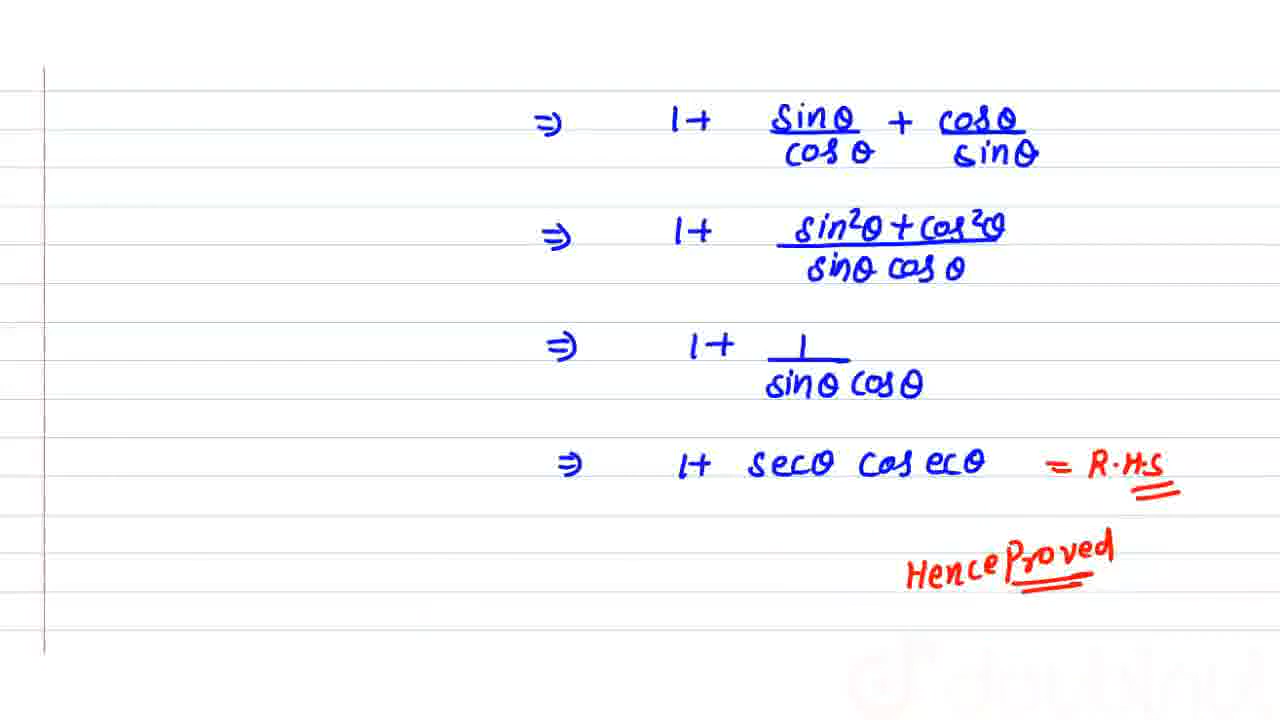 ⇒ 1+ sinθ/cosθ + cosθ/sinθ
⇒ 1+ sin²θ+cos²θ/sinθ cosθ
⇒ 1+ 1/sinθ cosθ
⇒ 1+ secθ cosecθ = R.H.S
Hence Proved
doubtnut